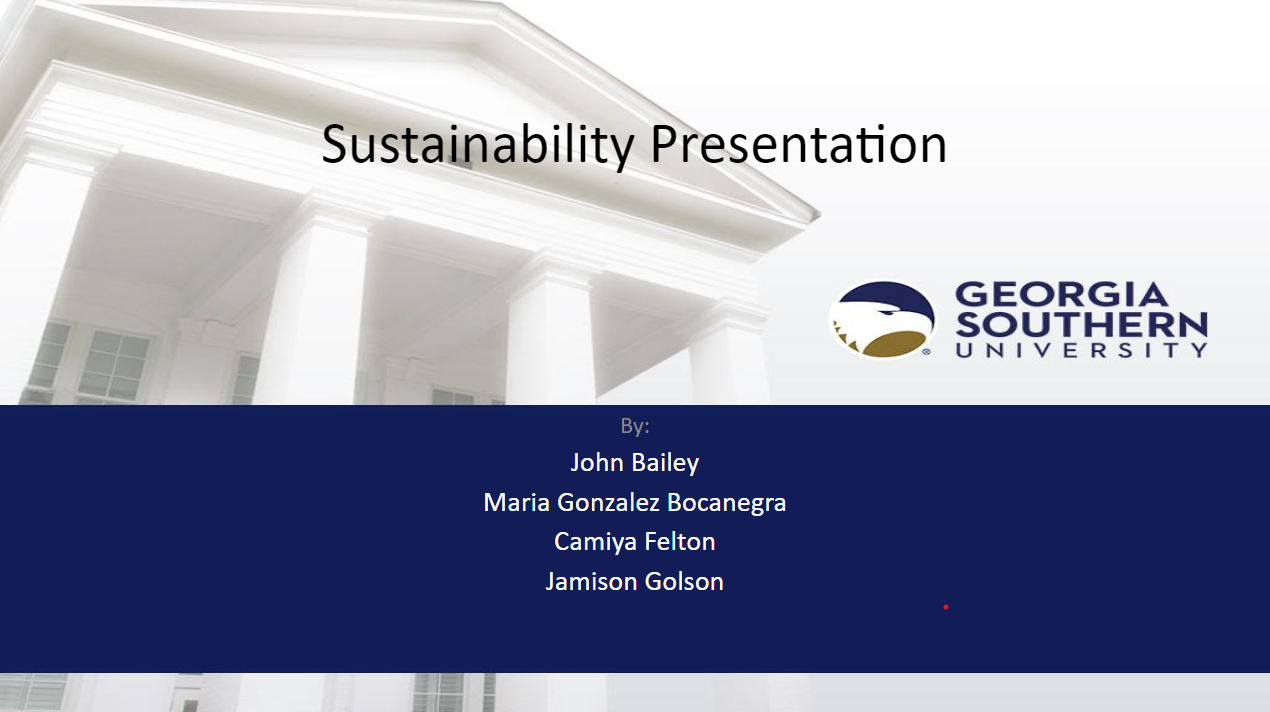 Sustainability Presentation
GEORGIA
SOUTHERN
UNIVERSITY
By:
John Bailey
Maria Gonzalez Bocanegra
Camiya Felton
Jamison Golson